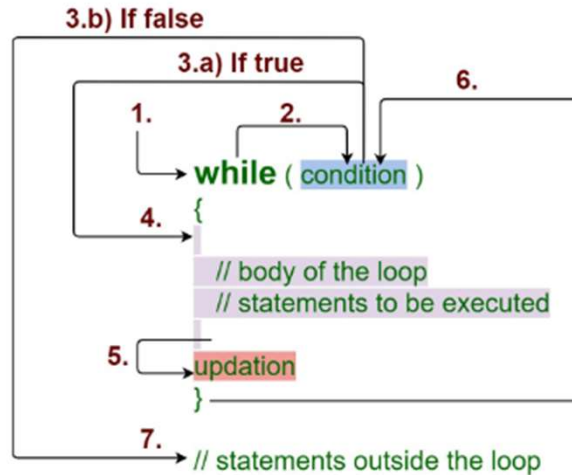 3.b) If false
3.a) If true
6.
1.
2.
while ( condition )
{
4.
// body of the loop
// statements to be executed
5.
updation
}
7.
// statements outside the loop